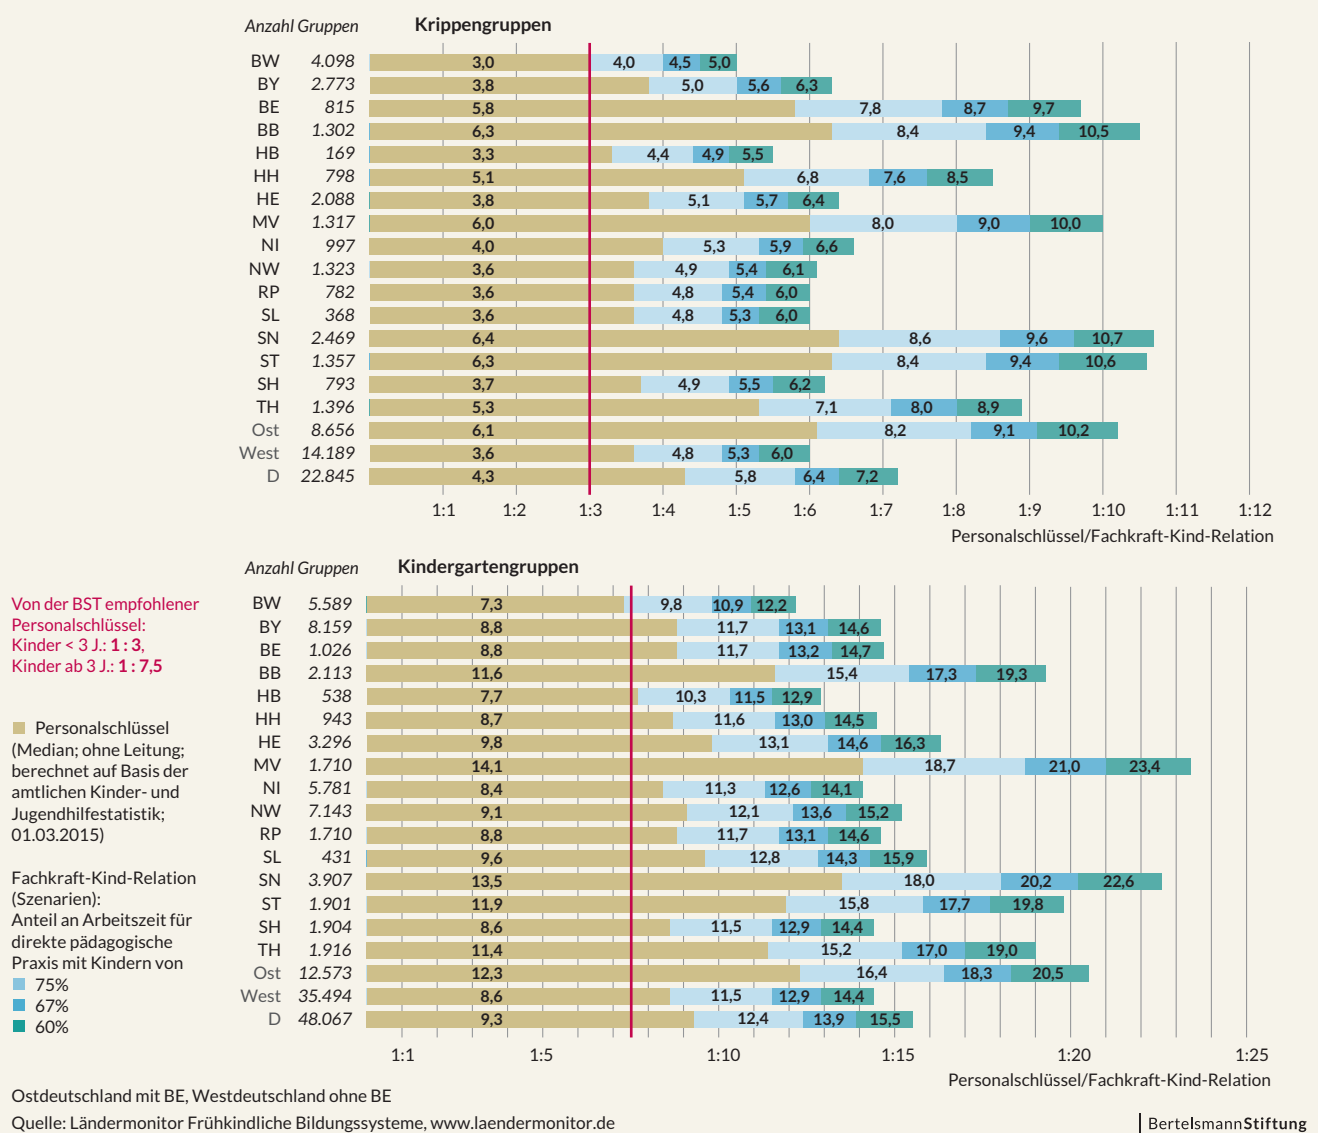 Anzahl Gruppen Krippengruppen
BW 4.098 3,0 4,0 4,5 5,0
BY 2.773 3,8 5,0 5,6 6,3
BE 815 5,8 7,8 8,7 9,7
BB 1.302 6,3 8,4 9,4 10,5
HB 169 3,3 4,4 4,9 5,5
HH 798 5,1 6,8 7,6 8,5
HE 2.088 3,8 5,1 5,7 6,4
MV 1.317 6,0 8,0 9,0 10,0
NI 997 4,0 5,3 5,9 6,6
NW 1.323 3,6 4,9 5,4 6,1
RP 782 3,6 4,8 5,4 6,0
SL 368 3,6 4,8 5,3 6,0
SN 2.469 6,4 8,6 9,6 10,7
ST 1.357 6,3 8,4 9,4 10,6
SH 793 3,7 4,9 5,5 6,2
TH 1.396 5,3 7,1 8,0 8,9
Ost 8.656 6,1 8,2 9,1 10,2
West 14.189 3,6 4,8 5,3 6,0
D 22.845 4,3 5,8 6,4 7,2
1:1 1:2 1:3 1:4 1:5 1:6 1:7 1:8 1:9 1:10 1:11 1:12
Personalschlüssel/Fachkraft-Kind-Relation
Anzahl Gruppen Kindergartengruppen
BW 5.589 7,3 9,8 10,9 12,2
BY 8.159 8,8 11,7 13,1 14,6
BE 1.026 8,8 11,7 13,2 14,7
BB 2.113 11,6 15,4 17,3 19,3
HB 538 7,7 10,3 11,5 12,9
HH 943 8,7 11,6 13,0 14,5
HE 3.296 9,8 13,1 14,6 16,3
MV 1.710 14,1 18,7 21,0 23,4
NI 5.781 8,4 11,3 12,6 14,1
NW 7.143 9,1 12,1 13,6 15,2
RP 1.710 8,8 11,7 13,1 14,6
SL 431 9,6 12,8 14,3 15,9
SN 3.907 13,5 18,0 20,2 22,6
ST 1.901 11,9 15,8 17,7 19,8
SH 1.904 8,6 11,5 12,9 14,4
TH 1.916 11,4 15,2 17,0 19,0
Ost 12.573 12,3 16,4 18,3 20,5
West 35.494 8,6 11,5 12,9 14,4
D 48.067 9,3 12,4 13,9 15,5
1:1 1:5 1:10 1:15 1:20 1:25
Personalschlüssel/Fachkraft-Kind-Relation
Von der BST empfohlener
Personalschlüssel:
Kinder < 3 J.: 1 : 3,
Kinder ab 3 J.: 1 : 7,5
Personalschlüssel
(Median; ohne Leitung;
berechnet auf Basis der
amtlichen Kinder- und
Jugendhilfestatistik;
01.03.2015)
Fachkraft-Kind-Relation
(Szenarien):
Anteil an Arbeitszeit für
direkte pädagogische
Praxis mit Kindern von
75%
67%
60%
Ostdeutschland mit BE, Westdeutschland ohne BE
Quelle: Ländermonitor Frühkindliche Bildungssysteme, www.laendermonitor.de
BertelsmannStiftung